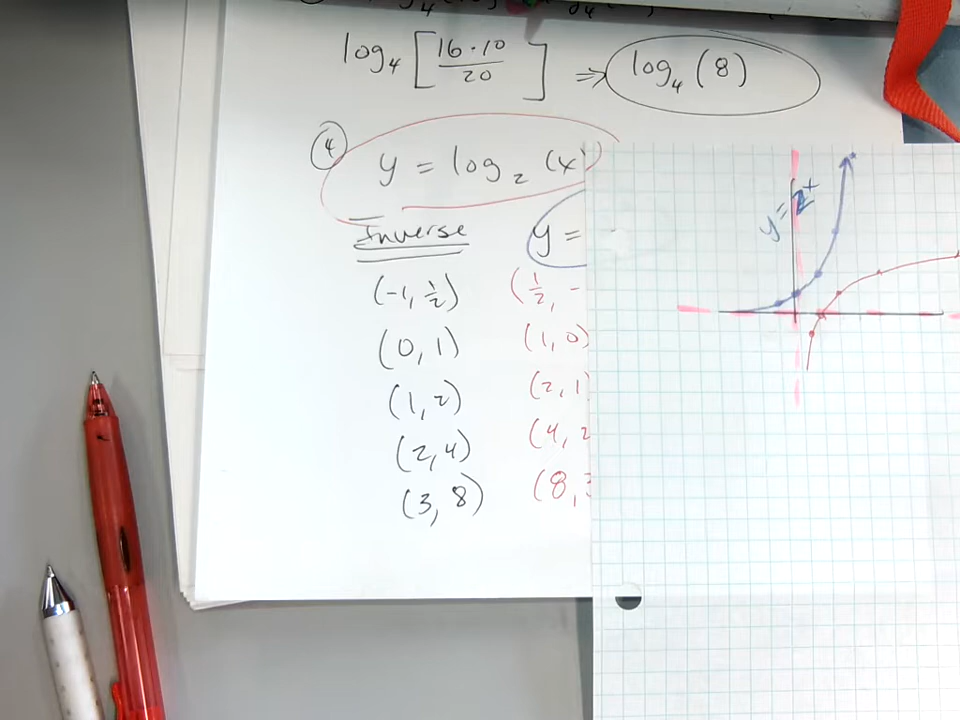 log₄ [16·10/20] ⇒ log₄(8)
④ y = log₂(x)
Inverse y =
(-1, ½) (½, -
(0, 1) (1, 0)
(1, 2) (2, 1
(2, 4) (4, 2
(3, 8) (8, 3
y = 2ˣ